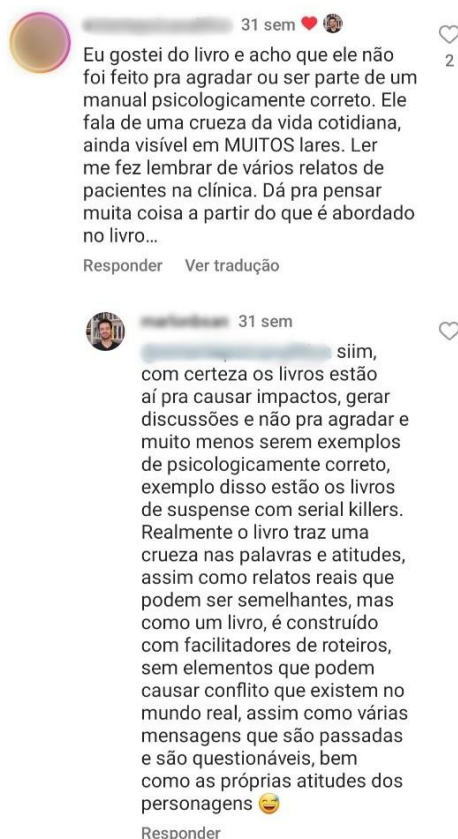 31 sem
2
Eu gostei do livro e acho que ele não
foi feito pra agradar ou ser parte de um
manual psicologicamente correto. Ele
fala de uma crueza da vida cotidiana,
ainda visível em MUITOS lares. Ler
me fez lembrar de vários relatos de
pacientes na clínica. Dá pra pensar
muita coisa a partir do que é abordado
no livro...
Responder Ver tradução
31 sem
siim,
com certeza os livros estão
aí pra causar impactos, gerar
discussões e não pra agradar e
muito menos serem exemplos
de psicologicamente correto,
exemplo disso estão os livros
de suspense com serial killers.
Realmente o livro traz uma
crueza nas palavras e atitudes,
assim como relatos reais que
podem ser semelhantes, mas
como um livro, é construído
com facilitadores de roteiros,
sem elementos que podem
causar conflito que existem no
mundo real, assim como várias
mensagens que são passadas
e são questionáveis, bem
como as próprias atitudes dos
personagens 😅
Responder